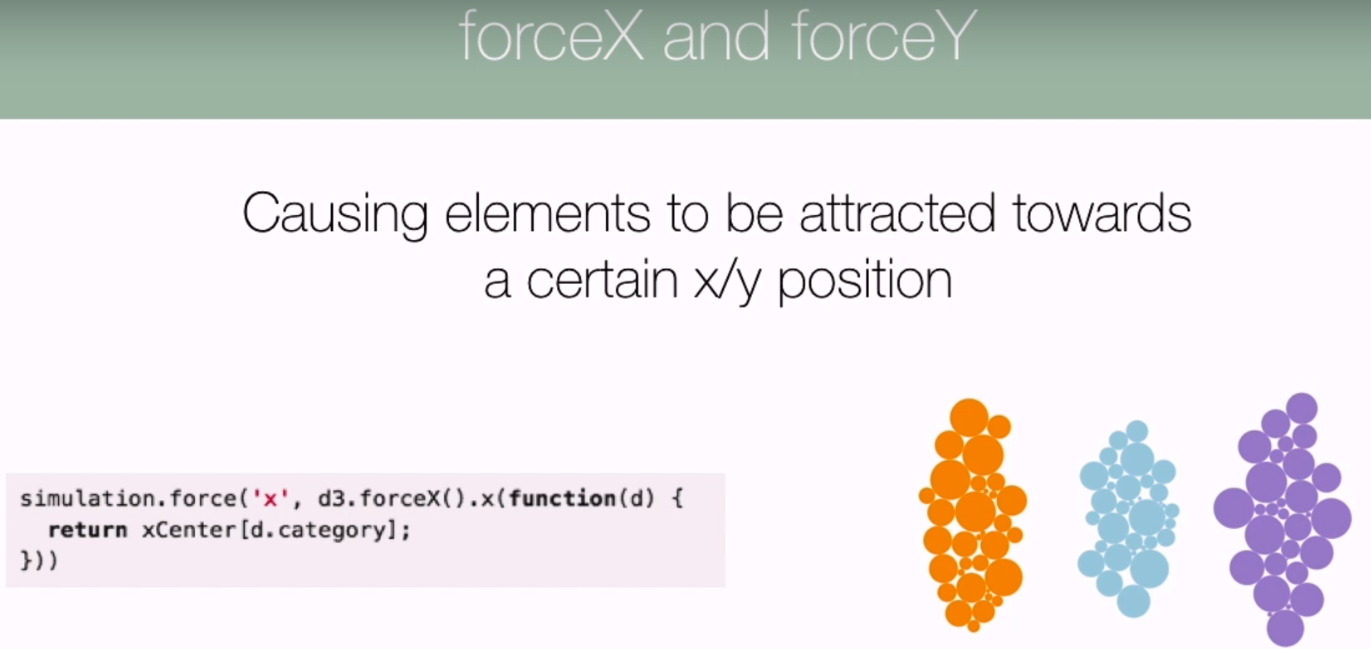 forceX and forceY
Causing elements to be attracted towards
a certain x/y position
simulation.force('x', d3.forceX().x(function(d) {
  return xCenter[d.category];
}))